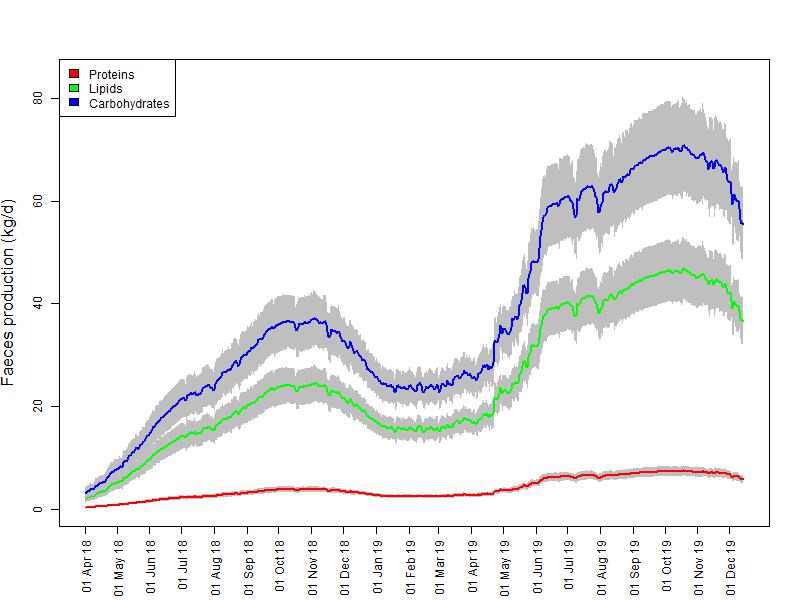 Proteins
Lipids
Carbohydrates
Faeces production (kg/d)
80
60
40
20
0
01 Apr 18
01 May 18
01 Jun 18
01 Jul 18
01 Aug 18
01 Sep 18
01 Oct 18
01 Nov 18
01 Dec 18
01 Jan 19
01 Feb 19
01 Mar 19
01 Apr 19
01 May 19
01 Jun 19
01 Jul 19
01 Aug 19
01 Sep 19
01 Oct 19
01 Nov 19
01 Dec 19